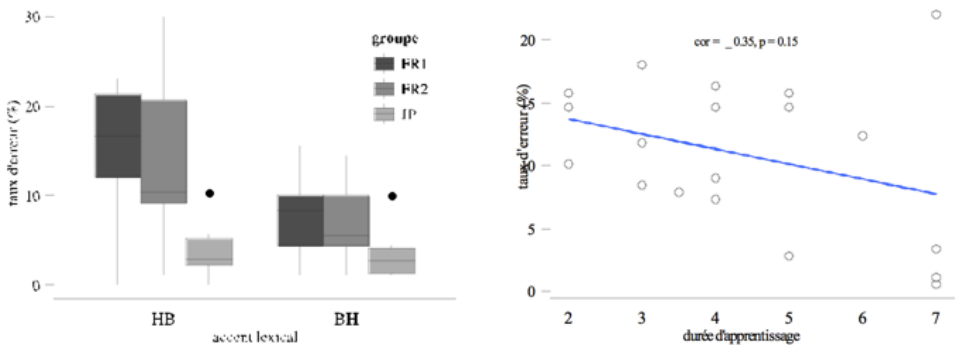 30
20
10
0
taux d'erreur (%)
groupe
FR1
FR2
JP
HB
BH
accent lexical
20
15
10
5
0
taux d'erreur (%)
cor = _ 0.35, p = 0.15
2 3 4 5 6 7
durée d'apprentissage